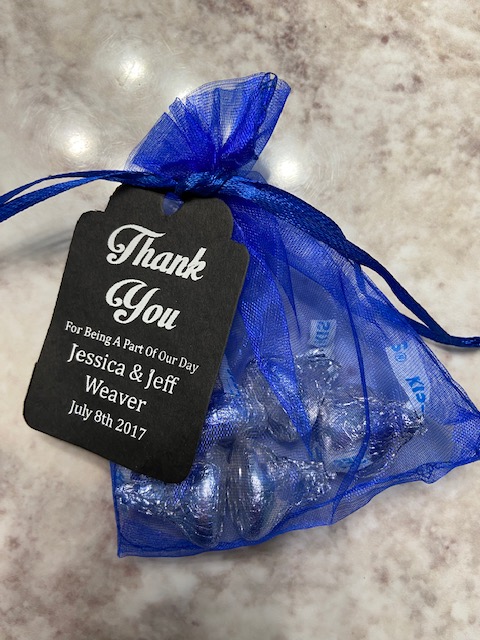 Thank
You
For Being A Part Of Our Day
Jessica & Jeff
Weaver
July 8th 2017